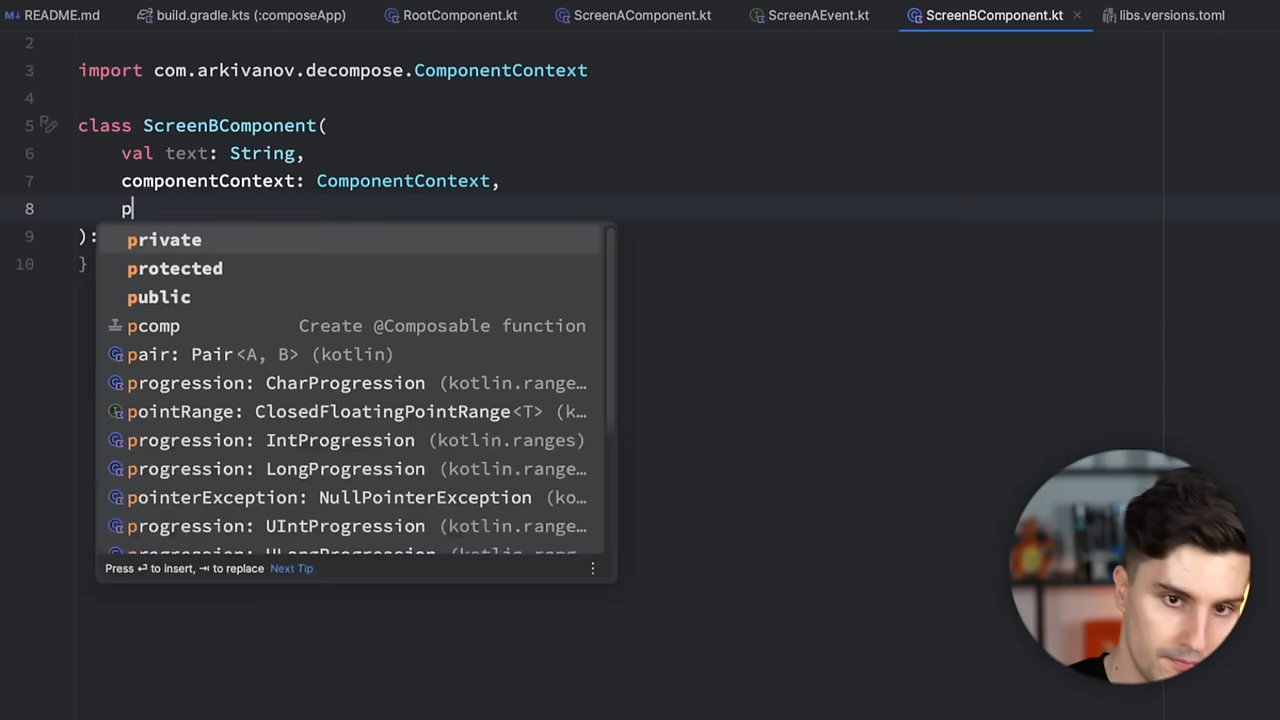 README.md
build.gradle.kts (:composeApp)
RootComponent.kt
ScreenAComponent.kt
ScreenAEvent.kt
ScreenBComponent.kt
libs.versions.toml
2
3 import com.arkivanov.decompose.ComponentContext
4
5 class ScreenBComponent(
6 val text: String,
7 componentContext: ComponentContext,
8 p
9 ):
10 }
private
protected
public
pcomp Create @Composable function
pair: Pair<A, B> (kotlin)
progression: CharProgression (kotlin.range…
pointRange: ClosedFloatingPointRange<T> (k…
progression: IntProgression (kotlin.ranges)
progression: LongProgression (kotlin.range…
pointerException: NullPointerException (ko…
progression: UIntProgression (kotlin.range…
progression: ULongProgression (kotlin.rang…
Press ⏎ to insert, ⇥ to replace Next Tip